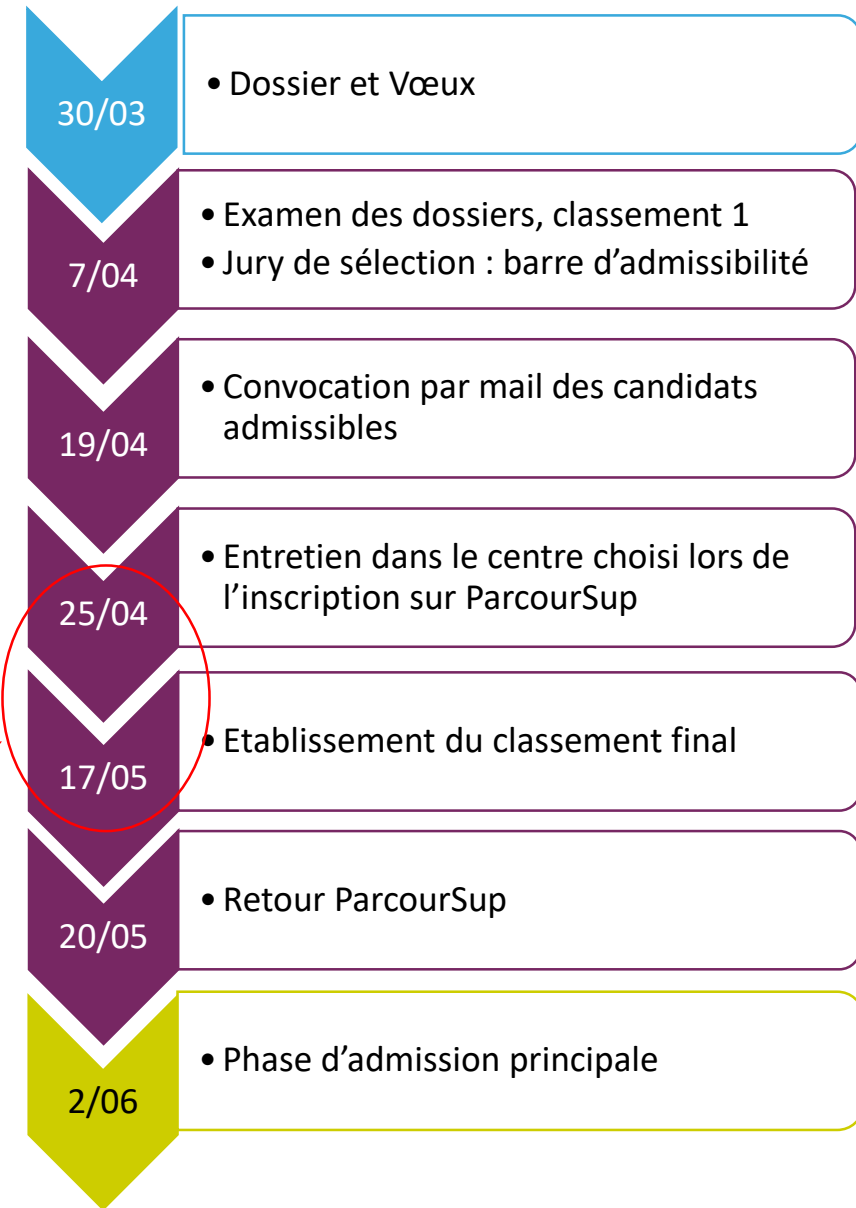 30/03
• Dossier et Vœux
7/04
• Examen des dossiers, classement 1
• Jury de sélection : barre d’admissibilité
19/04
• Convocation par mail des candidats
admissibles
25/04
• Entretien dans le centre choisi lors de
l’inscription sur ParcourSup
17/05
• Etablissement du classement final
20/05
• Retour ParcourSup
2/06
• Phase d’admission principale